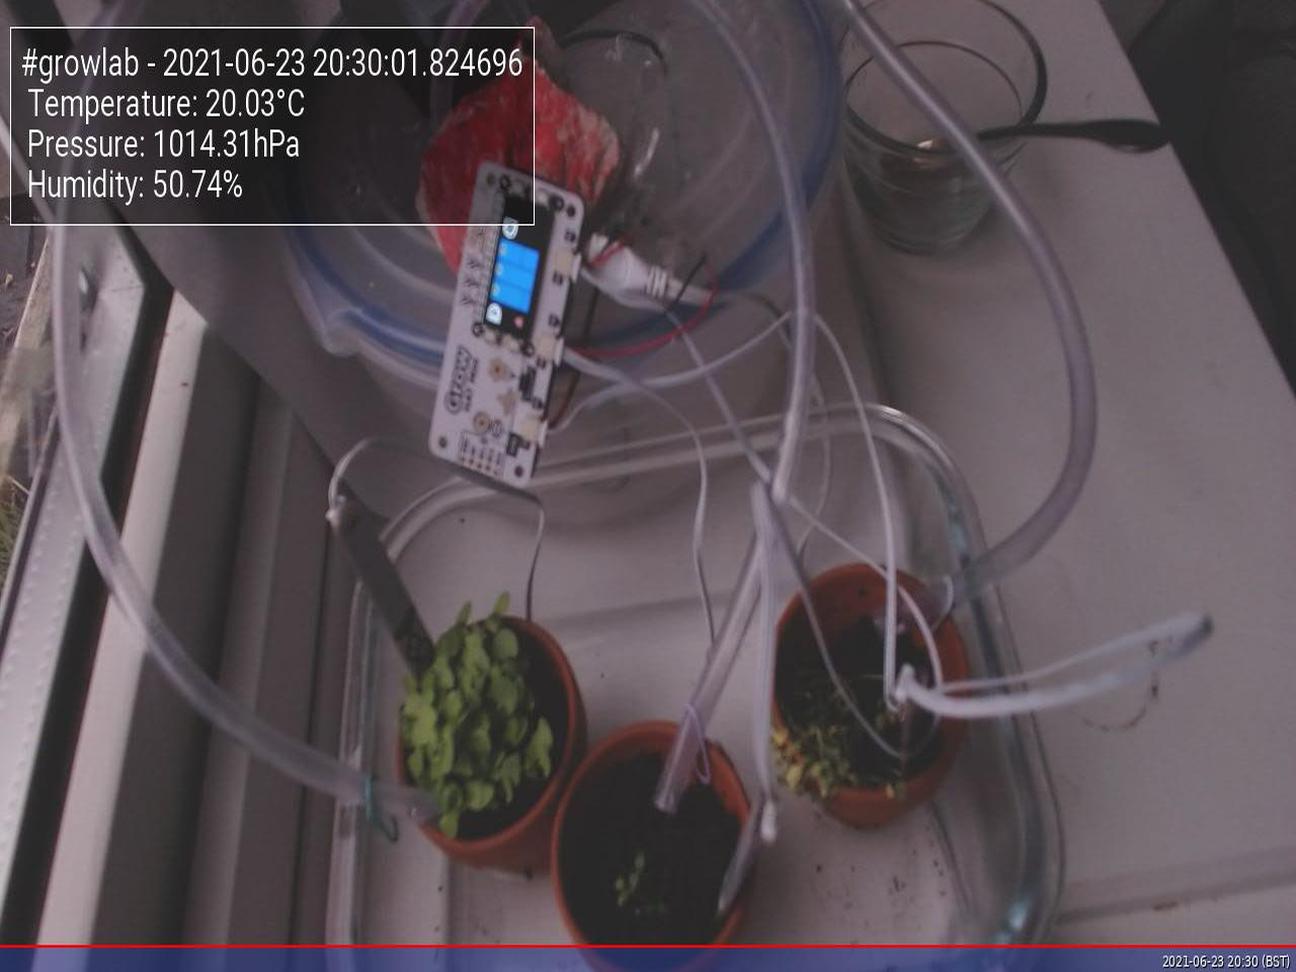 #growlab - 2021-06-23 20:30:01.824696
Temperature: 20.03°C
Pressure: 1014.31hPa
Humidity: 50.74%
GROW
2021-06-23 20:30 (BST)